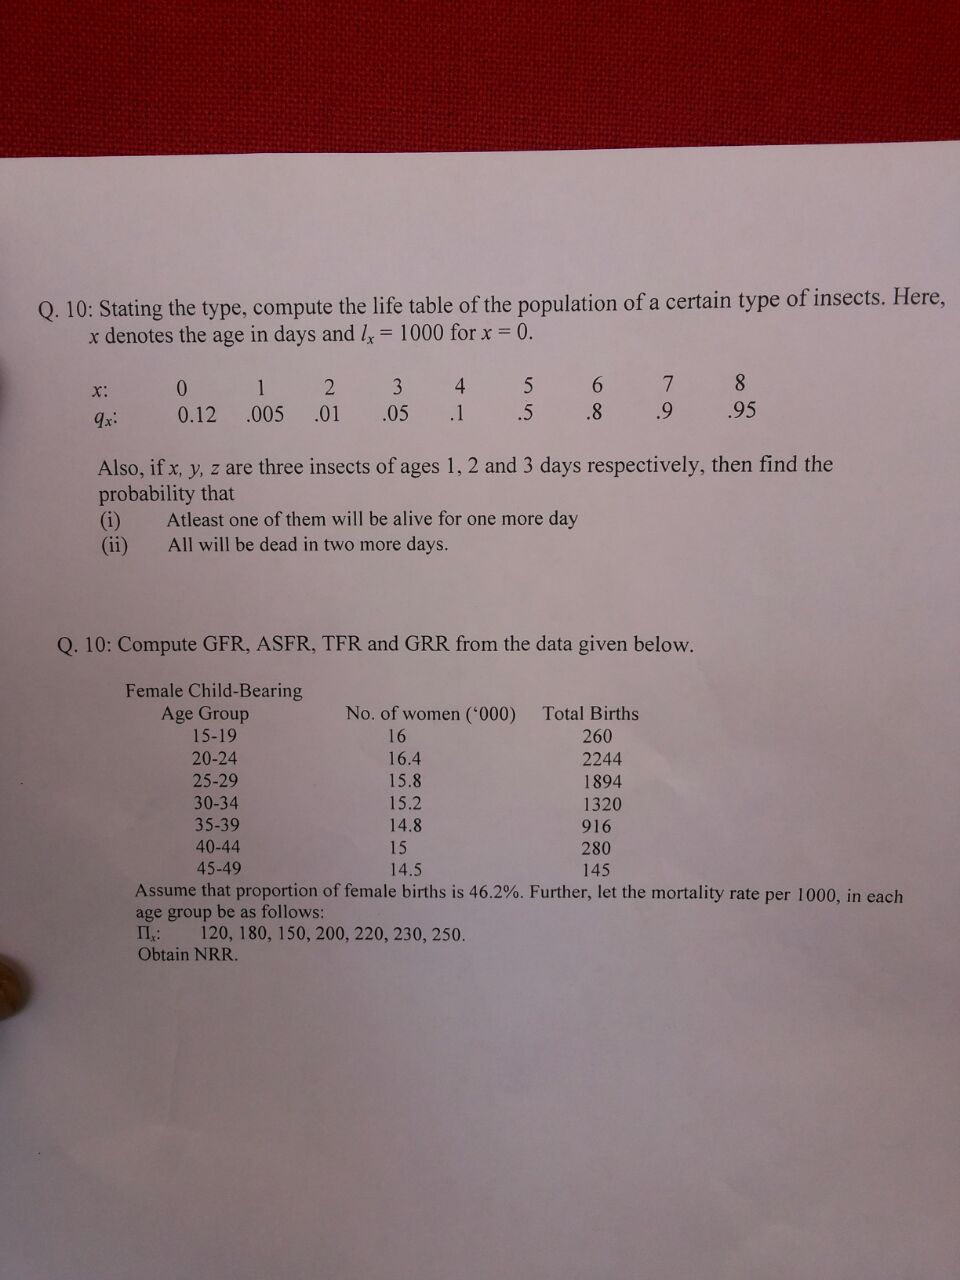 Q. 10: Stating the type, compute the life table of the population of a certain type of insects. Here,
x denotes the age in days and lx = 1000 for x = 0.
x: 0 1 2 3 4 5 6 7 8
qx: 0.12 .005 .01 .05 .1 .5 .8 .9 .95
Also, if x, y, z are three insects of ages 1, 2 and 3 days respectively, then find the
probability that
(i) Atleast one of them will be alive for one more day
(ii) All will be dead in two more days.
Q. 10: Compute GFR, ASFR, TFR and GRR from the data given below.
Female Child-Bearing
Age Group No. of women (‘000) Total Births
15-19 16 260
20-24 16.4 2244
25-29 15.8 1894
30-34 15.2 1320
35-39 14.8 916
40-44 15 280
45-49 14.5 145
Assume that proportion of female births is 46.2%. Further, let the mortality rate per 1000, in each
age group be as follows:
Πx: 120, 180, 150, 200, 220, 230, 250.
Obtain NRR.